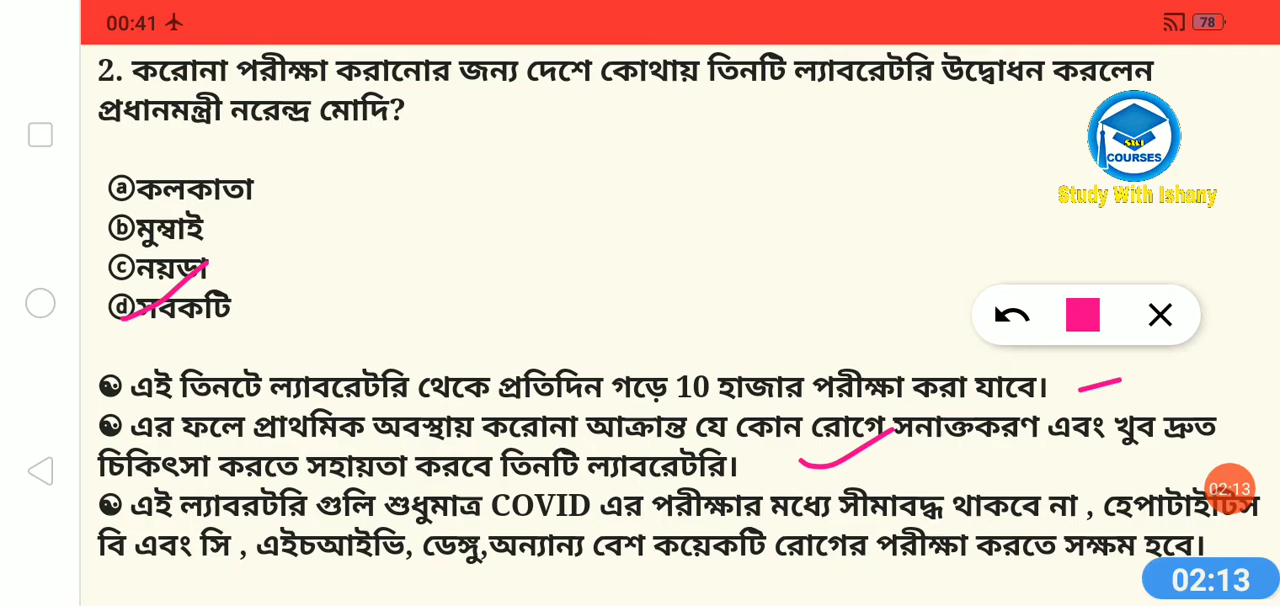 00:41
78
2. করোনা পরীক্ষা করানোর জন্য দেশে কোথায় তিনটি ল্যাবরেটরি উদ্বোধন করলেন
প্রধানমন্ত্রী নরেন্দ্র মোদি?
COURSES
Study With Ishany
ⓐকলকাতা
ⓑমুম্বাই
ⓒনয়ডা
ⓓসবকটি
☯ এই তিনটে ল্যাবরেটরি থেকে প্রতিদিন গড়ে 10 হাজার পরীক্ষা করা যাবে।
☯ এর ফলে প্রাথমিক অবস্থায় করোনা আক্রান্ত যে কোন রোগে সনাক্তকরণ এবং খুব দ্রুত
চিকিৎসা করতে সহায়তা করবে তিনটি ল্যাবরেটরি।
☯ এই ল্যাবরটরি গুলি শুধুমাত্র COVID এর পরীক্ষার মধ্যে সীমাবদ্ধ থাকবে না , হেপাটাইটিস
বি এবং সি , এইচআইভি, ডেঙ্গু,অন্যান্য বেশ কয়েকটি রোগের পরীক্ষা করতে সক্ষম হবে।
02:13
02:13